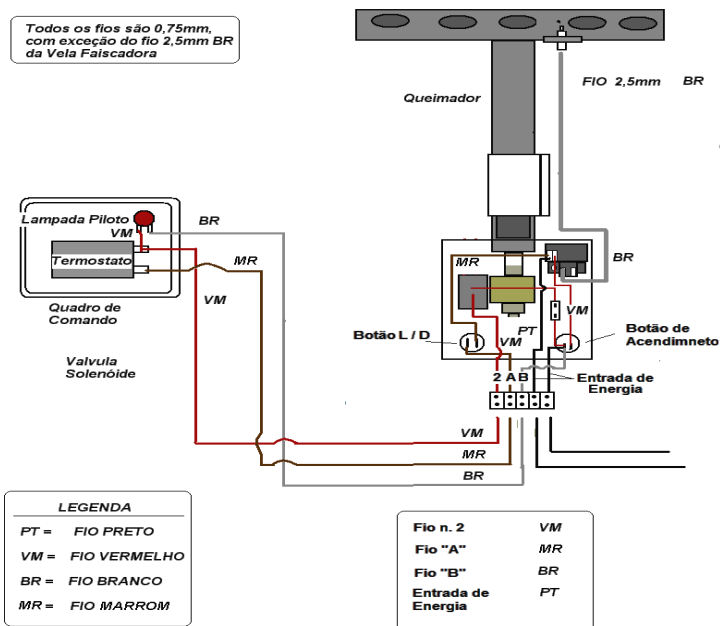 Todos os fios são 0,75mm,
com exceção do fio 2,5mm BR
da Vela Faiscadora
Queimador
FIO 2,5mm BR
Lampada Piloto
VM
Termostato
BR
MR
VM
Quadro de
Comando
Valvula
Solenóide
MR
BR
Botão L / D
VM
PT
VM
Botão de
Acendimneto
2 A B
Entrada de
Energia
VM
MR
BR
LEGENDA
PT = FIO PRETO
VM = FIO VERMELHO
BR = FIO BRANCO
MR = FIO MARROM
Fio n. 2 VM
Fio "A" MR
Fio "B" BR
Entrada de PT
Energia